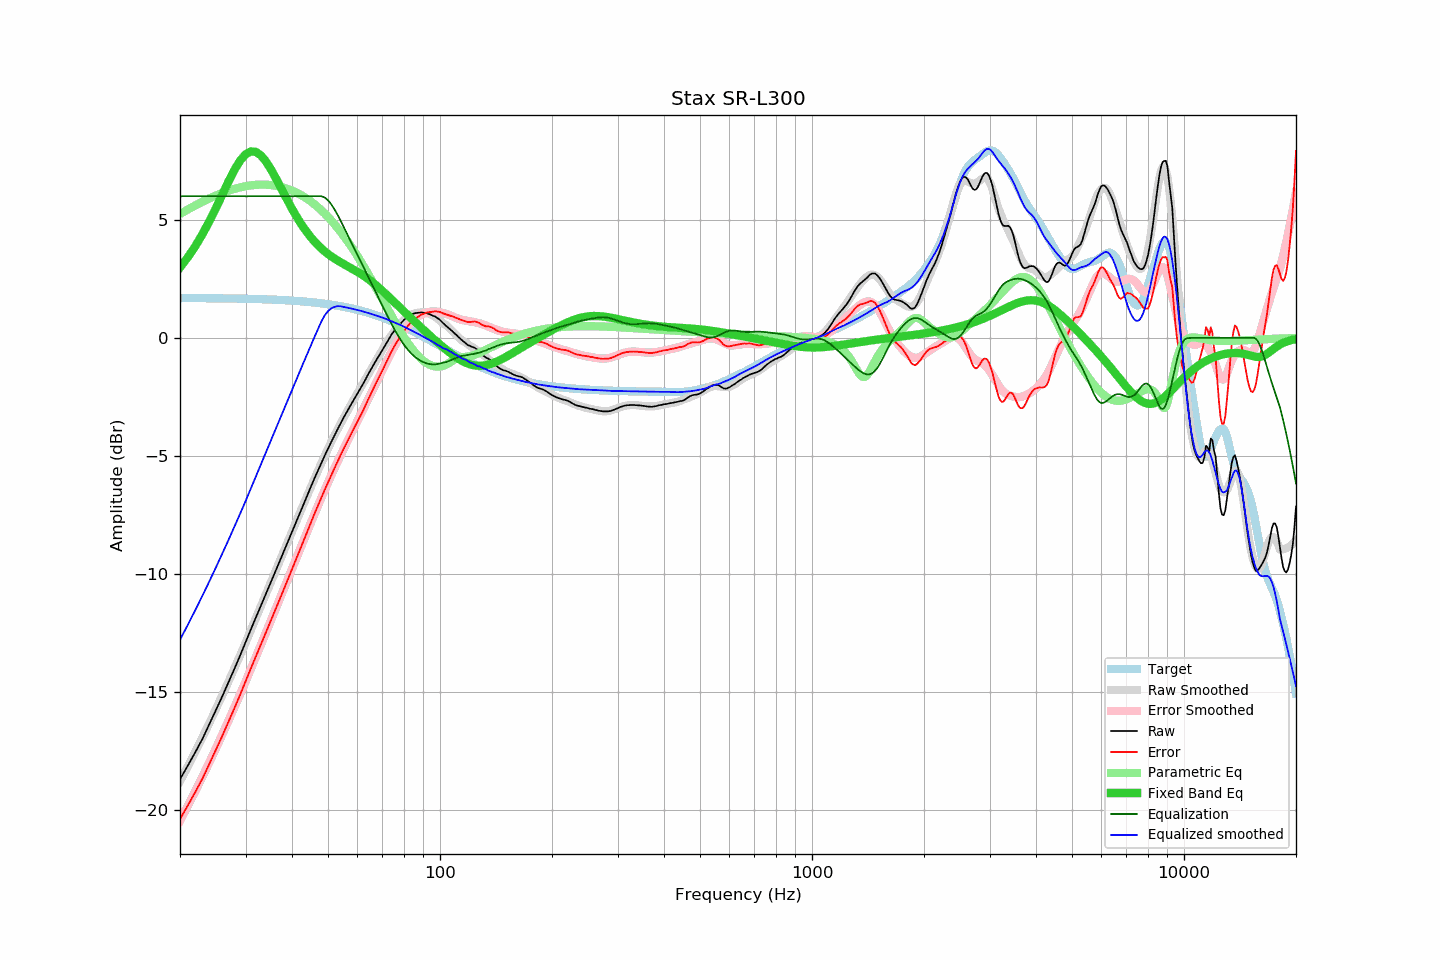 Stax SR-L300
Amplitude (dBr)
5
0
−5
−10
−15
−20
100
1000
10000
Frequency (Hz)
Target
Raw Smoothed
Error Smoothed
Raw
Error
Parametric Eq
Fixed Band Eq
Equalization
Equalized smoothed